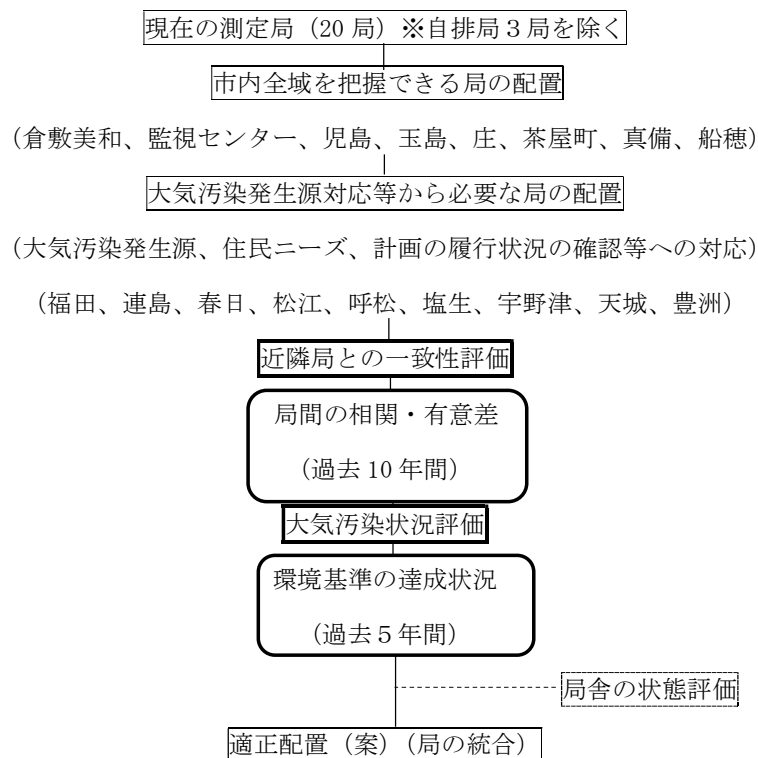 現在の測定局（20 局）※自排局３局を除く
市内全域を把握できる局の配置
（倉敷美和、監視センター、児島、玉島、庄、茶屋町、真備、船穂）
大気汚染発生源対応等から必要な局の配置
（大気汚染発生源、住民ニーズ、計画の履行状況の確認等への対応）
（福田、連島、春日、松江、呼松、塩生、宇野津、天城、豊洲）
近隣局との一致性評価
局間の相関・有意差
（過去 10 年間）
大気汚染状況評価
環境基準の達成状況
（過去５年間）
局舎の状態評価
適正配置（案）（局の統合）